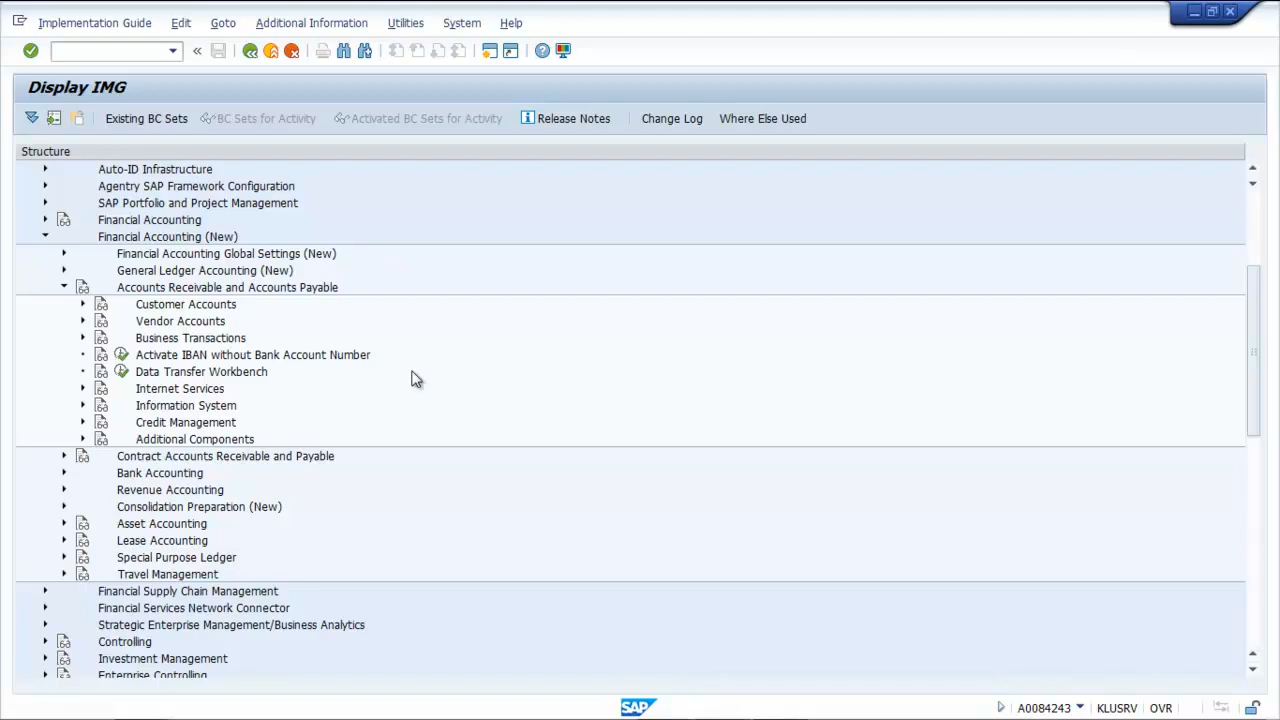 Implementation Guide Edit Goto Additional Information Utilities System Help
Display IMG
Existing BC Sets BC Sets for Activity Activated BC Sets for Activity Release Notes Change Log Where Else Used
Structure
Auto-ID Infrastructure
Agentry SAP Framework Configuration
SAP Portfolio and Project Management
Financial Accounting
Financial Accounting (New)
Financial Accounting Global Settings (New)
General Ledger Accounting (New)
Accounts Receivable and Accounts Payable
Customer Accounts
Vendor Accounts
Business Transactions
Activate IBAN without Bank Account Number
Data Transfer Workbench
Internet Services
Information System
Credit Management
Additional Components
Contract Accounts Receivable and Payable
Bank Accounting
Revenue Accounting
Consolidation Preparation (New)
Asset Accounting
Lease Accounting
Special Purpose Ledger
Travel Management
Financial Supply Chain Management
Financial Services Network Connector
Strategic Enterprise Management/Business Analytics
Controlling
Investment Management
Enterprise Controlling
SAP A0084243 KLUSRV OVR